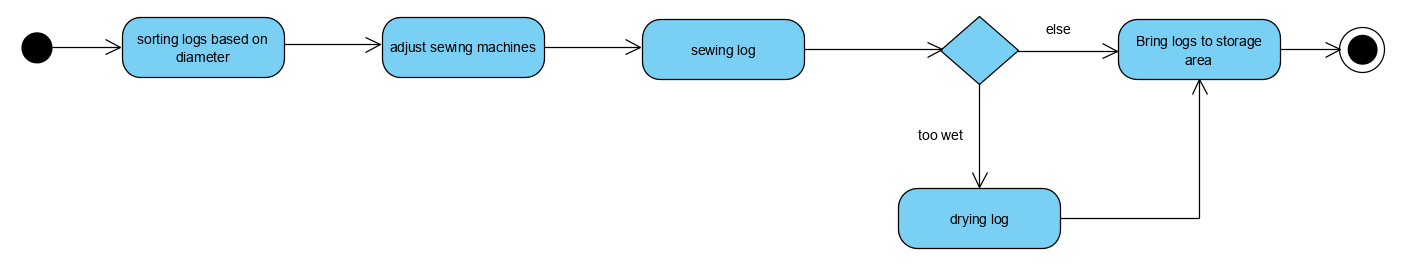 sorting logs based on
diameter
adjust sewing machines
sewing log
else
Bring logs to storage
area
too wet
drying log